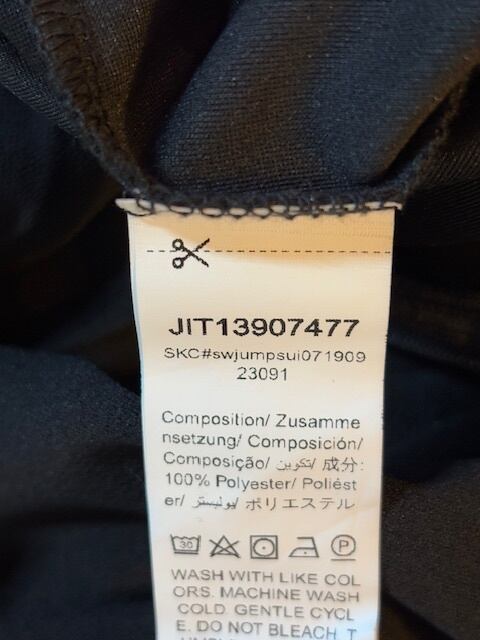 JIT13907477
SKC#swjumpsui071909
23091
Composition/ Zusamme
nsetzung/ Composición/
Composição/ تكوين/ 成分:
100% Polyester/ Poliést
er/ بوليستر/ ポリエステル
30
P
WASH WITH LIKE COL
ORS. MACHINE WASH
COLD. GENTLE CYCL
E. DO NOT BLEACH. T